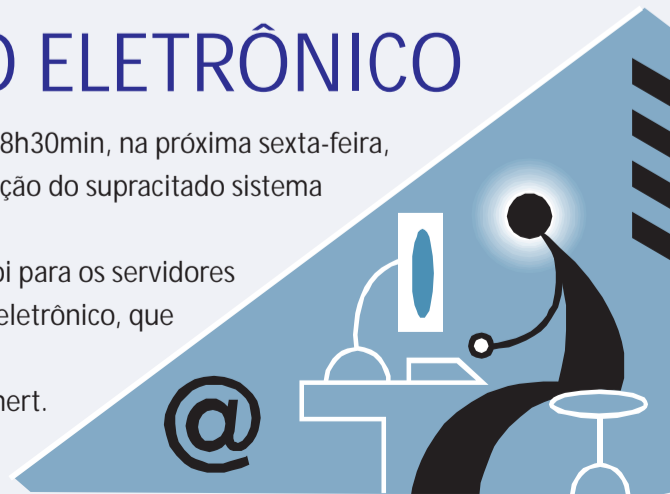 O ELETRÔNICO
8h30min, na próxima sexta-feira,
ção do supracitado sistema
oi para os servidores
eletrônico, que
nert.
@